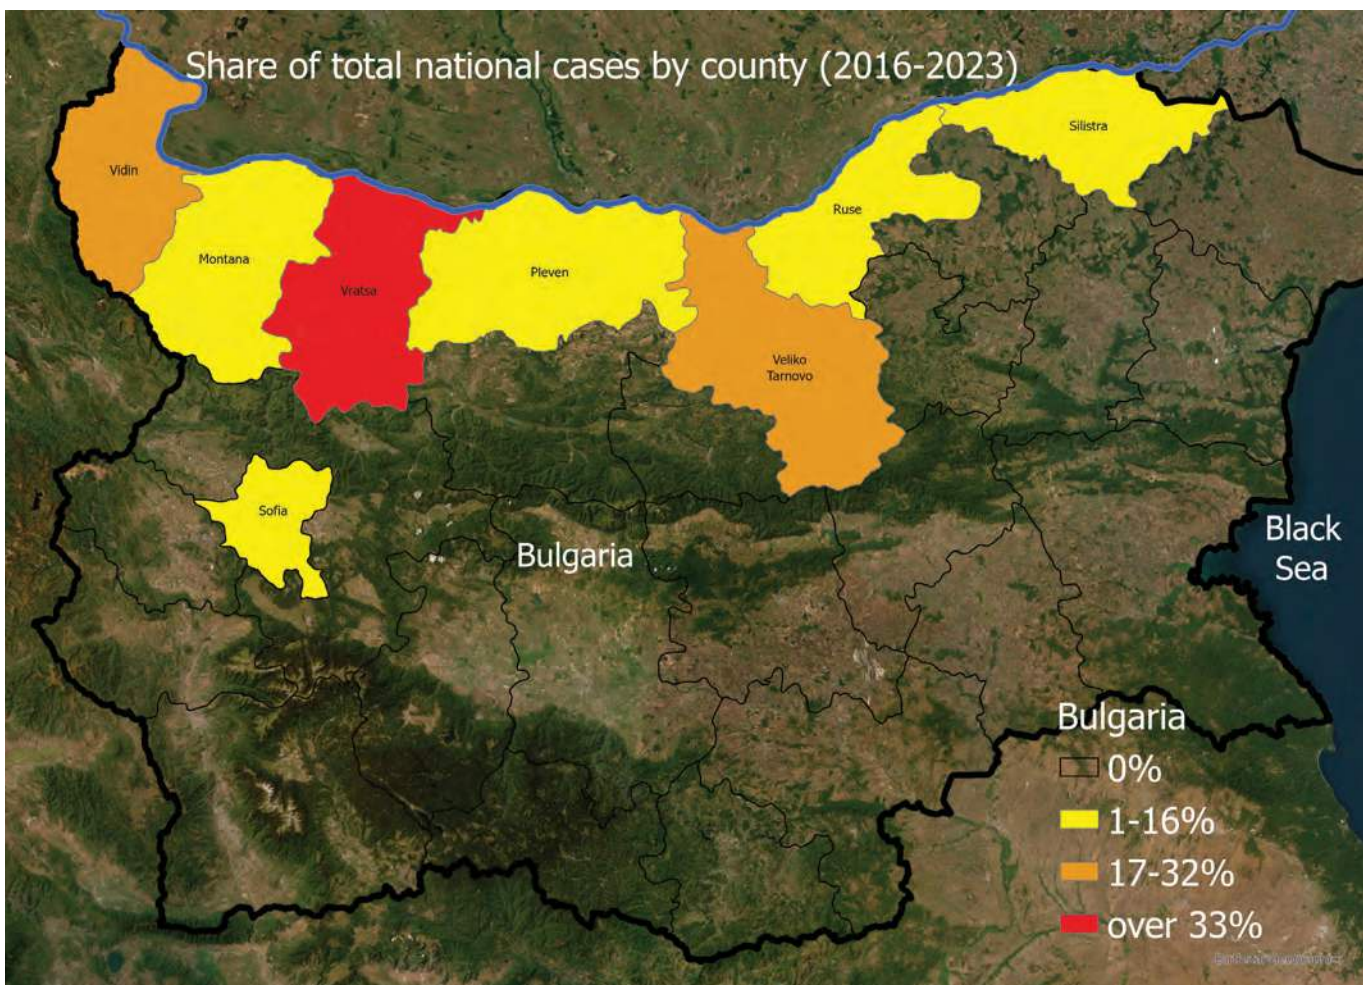 Share of total national cases by county (2016-2023)
Silistra
Vidin
Ruse
Montana
Pleven
Vratsa
Veliko
Tarnovo
Sofia
Bulgaria
Black
Sea
Bulgaria
0%
1-16%
17-32%
over 33%